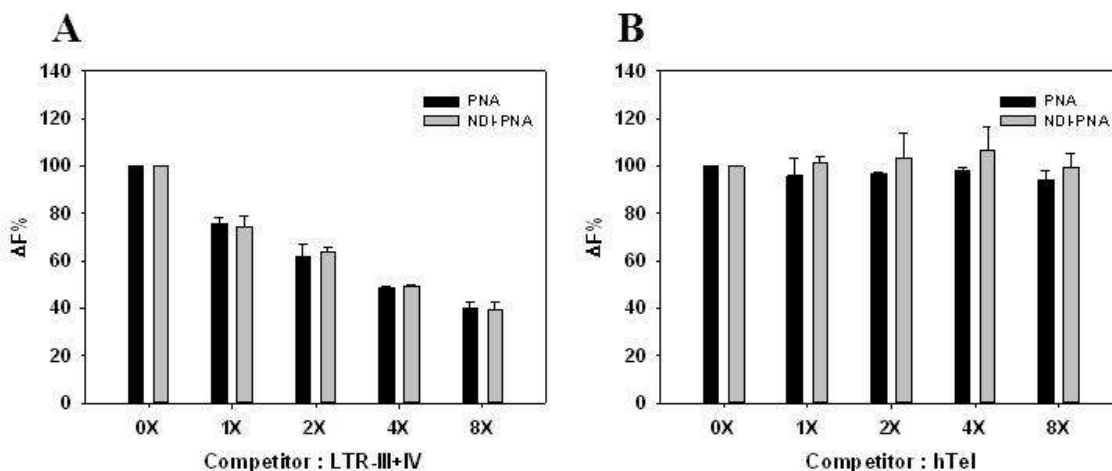 A
B
140
120
100
80
60
40
20
0
ΔF%
PNA
NDI-PNA
0X 1X 2X 4X 8X
Competitor : LTR-III+IV
140
120
100
80
60
40
20
0
ΔF%
PNA
NDI-PNA
0X 1X 2X 4X 8X
Competitor : hTel